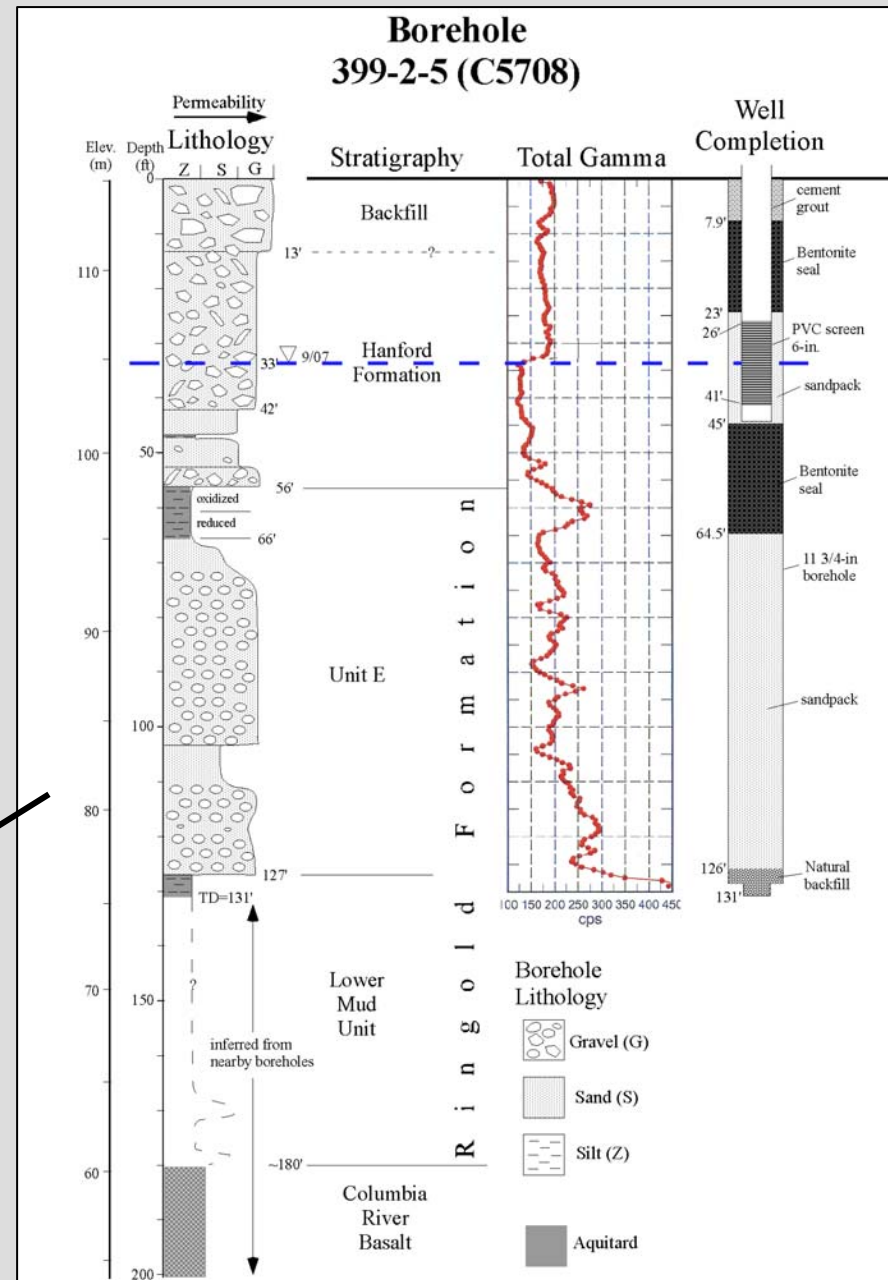 Borehole
399-2-5 (C5708)
Permeability
Lithology
Elev.
(m)
Depth
(ft)
Z S G
Stratigraphy
Total Gamma
Well
Completion
0
50
100
150
200
110
100
90
80
70
60
13'
33'
9/07
42'
56'
oxidized
reduced
66'
127'
TD=131'
?
inferred from
nearby boreholes
~180'
Backfill
?
Hanford
Formation
Unit E
Lower
Mud
Unit
Columbia
River
Basalt
Ringold Formation
100 150 200 250 300 350 400 450
cps
7.9'
23'
26'
41'
45'
64.5'
126'
131'
cement
grout
Bentonite
seal
PVC screen
6-in.
sandpack
Bentonite
seal
11 3/4-in
borehole
sandpack
Natural
backfill
Borehole
Lithology
Gravel (G)
Sand (S)
Silt (Z)
Aquitard